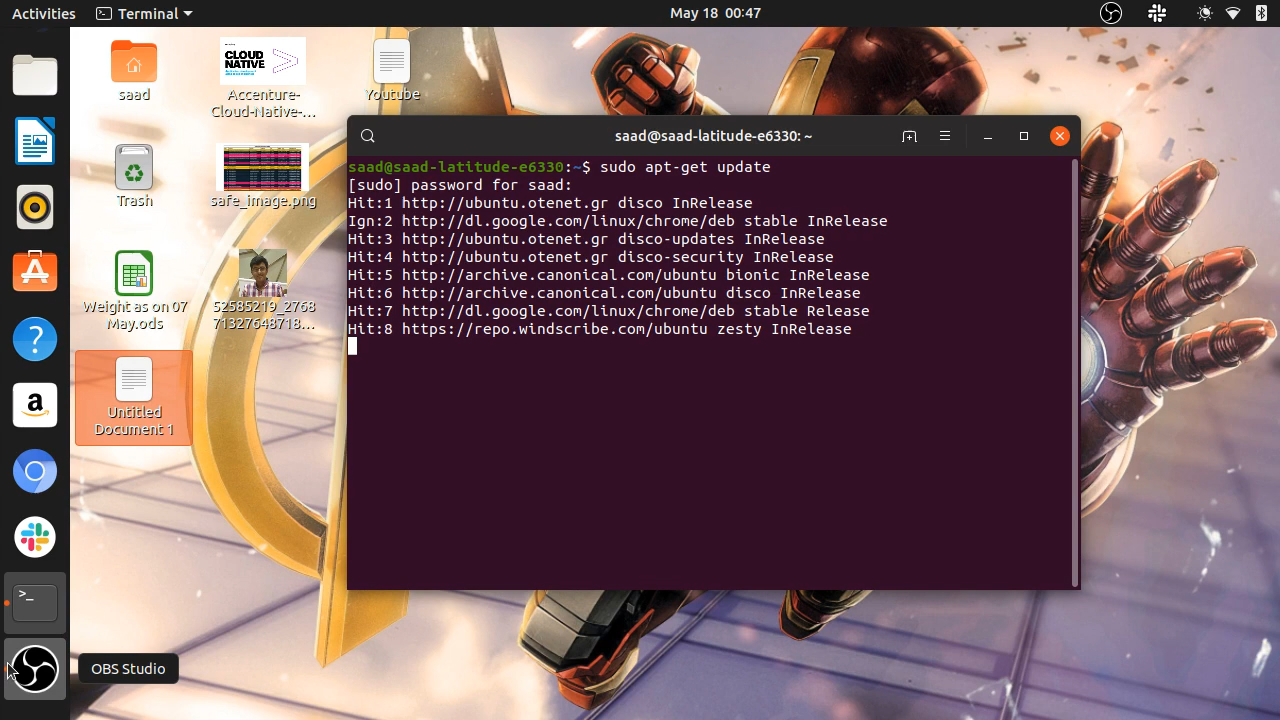 Activities
Terminal
May 18 00:47
saad
CLOUD
NATIVE
Accenture-
Cloud-Native-...
Youtube
Trash
safe_image.png
Weight as on 07
May.ods
52585219_2768
71327648718...
Untitled
Document 1
?
a
>_
OBS Studio
saad@saad-latitude-e6330: ~
saad@saad-latitude-e6330:~$ sudo apt-get update
[sudo] password for saad:
Hit:1 http://ubuntu.otenet.gr disco InRelease
Ign:2 http://dl.google.com/linux/chrome/deb stable InRelease
Hit:3 http://ubuntu.otenet.gr disco-updates InRelease
Hit:4 http://ubuntu.otenet.gr disco-security InRelease
Hit:5 http://archive.canonical.com/ubuntu bionic InRelease
Hit:6 http://archive.canonical.com/ubuntu disco InRelease
Hit:7 http://dl.google.com/linux/chrome/deb stable Release
Hit:8 https://repo.windscribe.com/ubuntu zesty InRelease